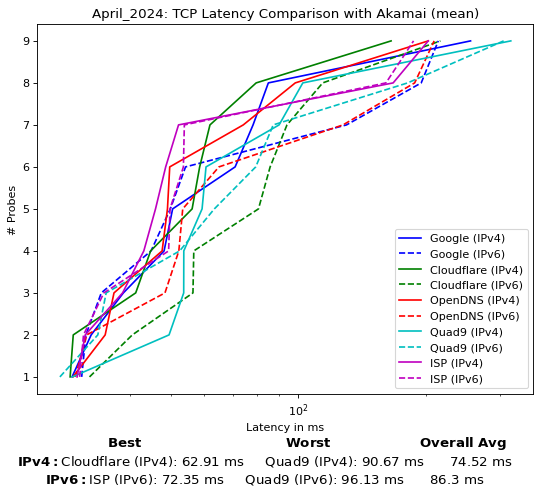 April_2024: TCP Latency Comparison with Akamai (mean)
9
8
7
6
5
4
3
2
1
# Probes
Google (IPv4)
Google (IPv6)
Cloudflare (IPv4)
Cloudflare (IPv6)
OpenDNS (IPv4)
OpenDNS (IPv6)
Quad9 (IPv4)
Quad9 (IPv6)
ISP (IPv4)
ISP (IPv6)
10²
Latency in ms
Best Worst Overall Avg
IPv4: Cloudflare (IPv4): 62.91 ms Quad9 (IPv4): 90.67 ms 74.52 ms
IPv6: ISP (IPv6): 72.35 ms Quad9 (IPv6): 96.13 ms 86.3 ms